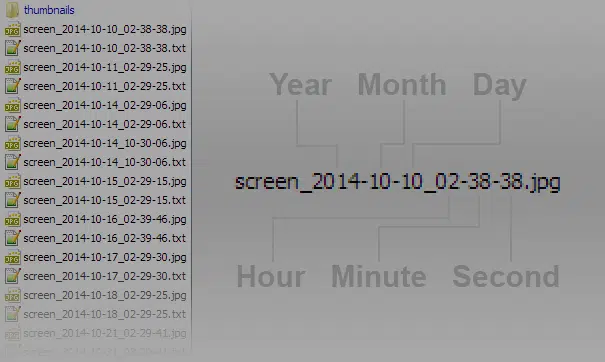 thumbnails
screen_2014-10-10_02-38-38.jpg
screen_2014-10-10_02-38-38.txt
screen_2014-10-11_02-29-25.jpg
screen_2014-10-11_02-29-25.txt
screen_2014-10-14_02-29-06.jpg
screen_2014-10-14_02-29-06.txt
screen_2014-10-14_10-30-06.jpg
screen_2014-10-14_10-30-06.txt
screen_2014-10-15_02-29-15.jpg
screen_2014-10-15_02-29-15.txt
screen_2014-10-16_02-39-46.jpg
screen_2014-10-16_02-39-46.txt
screen_2014-10-17_02-29-30.jpg
screen_2014-10-17_02-29-30.txt
screen_2014-10-18_02-29-25.jpg
screen_2014-10-18_02-29-25.txt
screen_2014-10-21_02-29-41.jpg
Year Month Day
screen_2014-10-10_02-38-38.jpg
Hour Minute Second